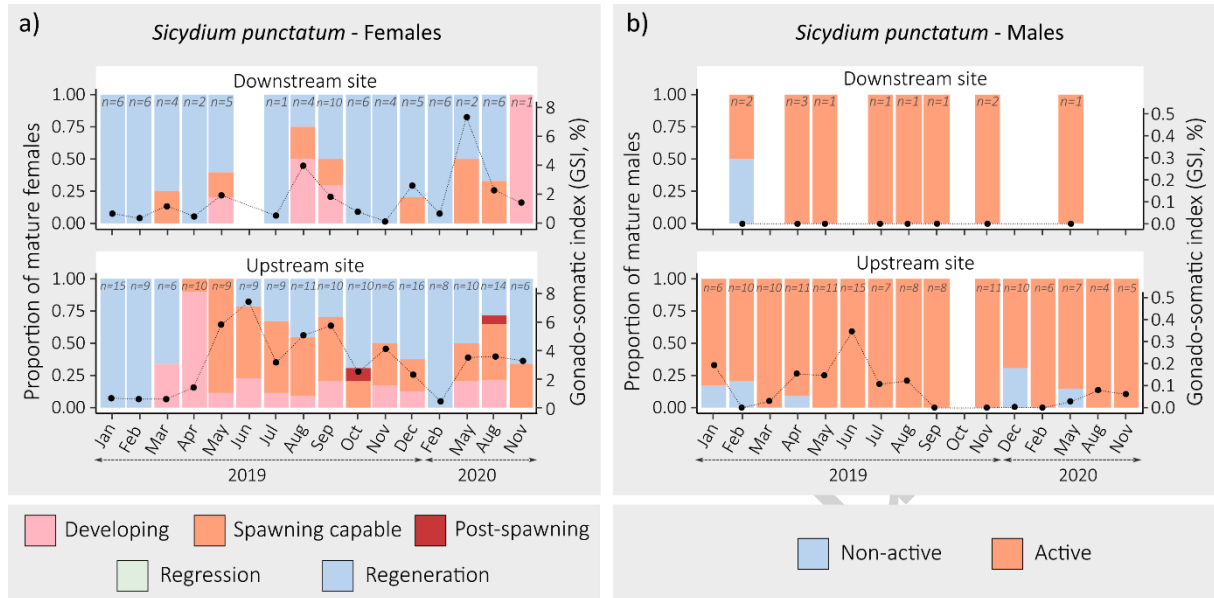 a)
Sicydium punctatum - Females
Downstream site
n=6 n=6 n=4 n=2 n=5 n=1 n=4 n=10 n=6 n=4 n=5 n=6 n=2 n=6 n=1
1.00
0.75
0.50
0.25
0.00
8
6
4
2
0
Upstream site
n=15 n=9 n=6 n=10 n=9 n=9 n=9 n=11 n=10 n=10 n=10 n=16 n=8 n=10 n=14 n=6
1.00
0.75
0.50
0.25
0.00
8
6
4
2
0
Proportion of mature females
Gonado-somatic index (GSI, %)
Jan Feb Mar Apr May Jun Jul Aug Sep Oct Nov Dec Feb May Aug Nov
2019 2020
Developing Spawning capable Post-spawning
Regression Regeneration
b)
Sicydium punctatum - Males
Downstream site
n=2 n=3 n=1 n=1 n=1 n=1 n=2 n=1
1.00
0.75
0.50
0.25
0.00
0.5
0.4
0.3
0.2
0.1
0.0
Upstream site
n=6 n=10 n=10 n=11 n=11 n=15 n=7 n=8 n=8 n=11 n=10 n=6 n=7 n=4 n=5
1.00
0.75
0.50
0.25
0.00
0.5
0.4
0.3
0.2
0.1
0.0
Proportion of mature males
Gonado-somatic index (GSI, %)
Jan Feb Mar Apr May Jun Jul Aug Sep Oct Nov Dec Feb May Aug Nov
2019 2020
Non-active Active